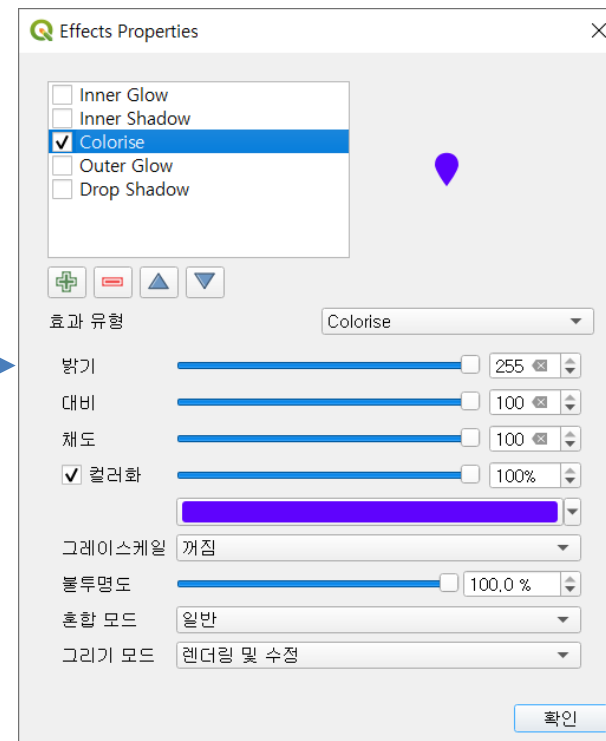 Effects Properties
Inner Glow
Inner Shadow
Colorise
Outer Glow
Drop Shadow
효과 유형 Colorise
밝기 255
대비 100
채도 100
컬러화 100%
그레이스케일 꺼짐
불투명도 100,0 %
혼합 모드 일반
그리기 모드 렌더링 및 수정
확인